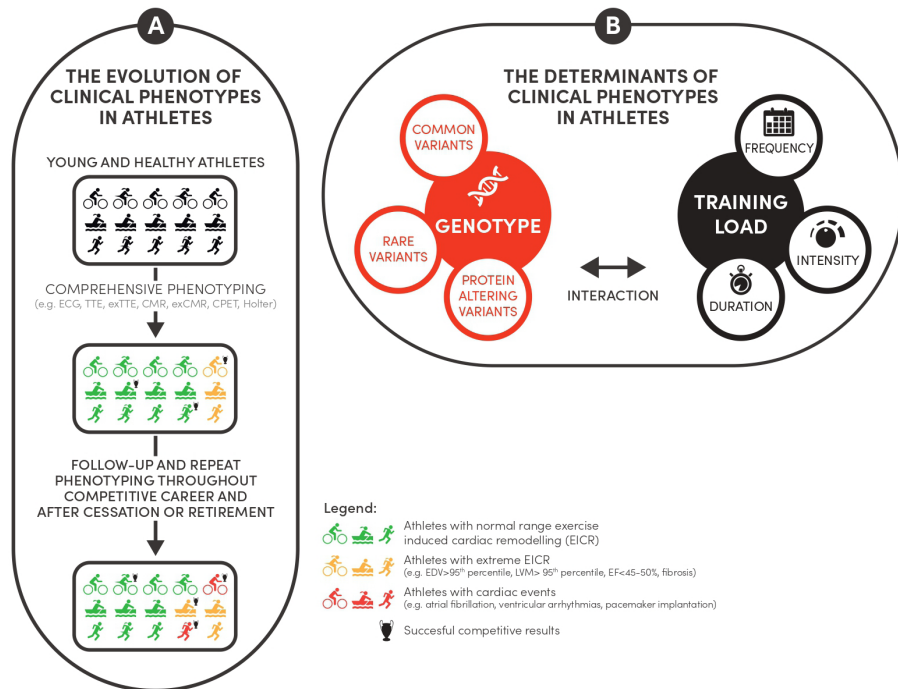 A
THE EVOLUTION OF
CLINICAL PHENOTYPES
IN ATHLETES
YOUNG AND HEALTHY ATHLETES
COMPREHENSIVE PHENOTYPING
(e.g. ECG, TTE, exTTE, CMR, exCMR, CPET, Holter)
FOLLOW-UP AND REPEAT
PHENOTYPING THROUGHOUT
COMPETITIVE CAREER AND
AFTER CESSATION OR RETIREMENT
B
THE DETERMINANTS OF
CLINICAL PHENOTYPES
IN ATHLETES
COMMON
VARIANTS
GENOTYPE
RARE
VARIANTS
PROTEIN
ALTERING
VARIANTS
INTERACTION
FREQUENCY
TRAINING
LOAD
INTENSITY
DURATION
Legend:
Athletes with normal range exercise
induced cardiac remodelling (EICR)
Athletes with extreme EICR
(e.g. EDV>95th percentile, LVM> 95th percentile, EF<45–50%, fibrosis)
Athletes with cardiac events
(e.g. atrial fibrillation, ventricular arrhythmias, pacemaker implantation)
Succesful competitive results